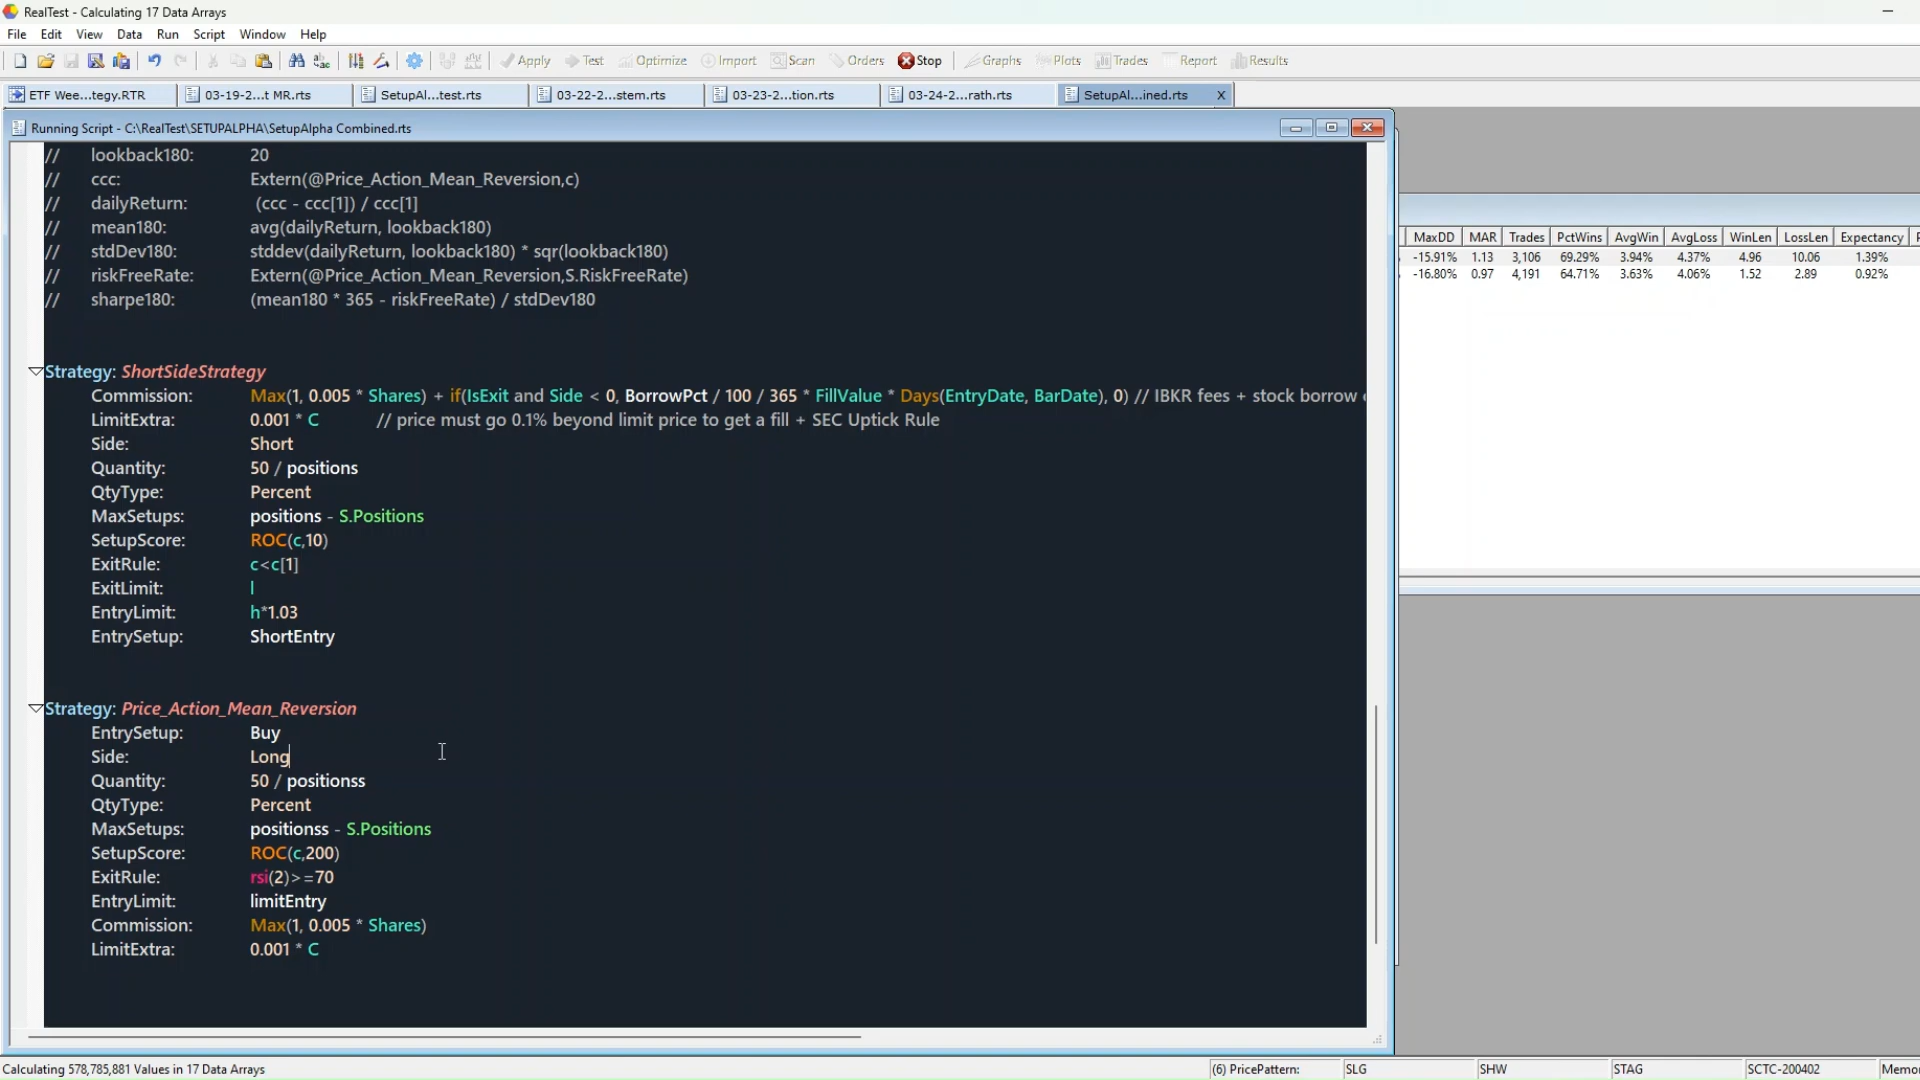 RealTest - Calculating 17 Data Arrays
File Edit View Data Run Script Window Help
Apply Test Optimize Import Scan Orders Stop Graphs Plots Trades Report Results
ETF Wee...tegy.RTR 03-19-2...t MR.rts SetupAl...test.rts 03-22-2...stem.rts 03-23-2...tion.rts 03-24-2...rath.rts SetupAl...ined.rts X
Running Script - C:\RealTest\SETUPALPHA\SetupAlpha Combined.rts
// lookback180: 20
// ccc: Extern(@Price_Action_Mean_Reversion,c)
// dailyReturn: (ccc - ccc[1]) / ccc[1]
// mean180: avg(dailyReturn, lookback180)
// stdDev180: stddev(dailyReturn, lookback180) * sqr(lookback180)
// riskFreeRate: Extern(@Price_Action_Mean_Reversion,S.RiskFreeRate)
// sharpe180: (mean180 * 365 - riskFreeRate) / stdDev180
Strategy: ShortSideStrategy
Commission: Max(1, 0.005 * Shares) + if(IsExit and Side < 0, BorrowPct / 100 / 365 * FillValue * Days(EntryDate, BarDate), 0) // IBKR fees + stock borrow
LimitExtra: 0.001 * C // price must go 0.1% beyond limit price to get a fill + SEC Uptick Rule
Side: Short
Quantity: 50 / positions
QtyType: Percent
MaxSetups: positions - S.Positions
SetupScore: ROC(c,10)
ExitRule: c<c[1]
ExitLimit: l
EntryLimit: h*1.03
EntrySetup: ShortEntry
Strategy: Price_Action_Mean_Reversion
EntrySetup: Buy
Side: Long
Quantity: 50 / positionss
QtyType: Percent
MaxSetups: positionss - S.Positions
SetupScore: ROC(c,200)
ExitRule: rsi(2)>=70
EntryLimit: limitEntry
Commission: Max(1, 0.005 * Shares)
LimitExtra: 0.001 * C
MaxDD MAR Trades PctWins AvgWin AvgLoss WinLen LossLen Expectancy
-15.91% 1.13 3,106 69.29% 3.94% 4.37% 4.96 10.06 1.39%
-16.80% 0.97 4,191 64.71% 3.63% 4.06% 1.52 2.89 0.92%
Calculating 578,785,881 Values in 17 Data Arrays (6) PricePattern: SLG SHW STAG SCTC-200402 Memo